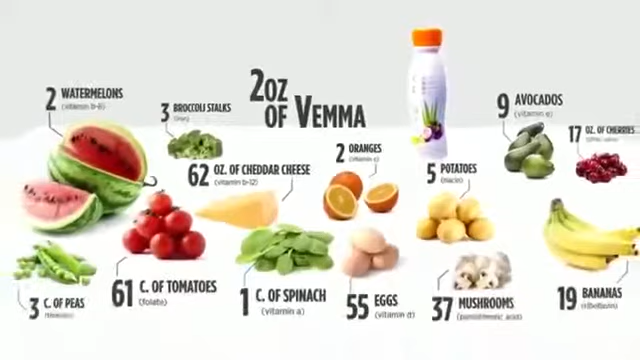 2OZ
OF VEMMA
2 WATERMELONS
(vitamin b-6)
3 BROCCOLI STALKS
62 OZ. OF CHEDDAR CHEESE
(vitamin b-12)
2 ORANGES
(vitamin c)
5 POTATOES
(niacin)
9 AVOCADOS
(vitamin e)
17 OZ. OF CHERRIES
3 C. OF PEAS
(thiamin)
61 C. OF TOMATOES
(folate)
1 C. OF SPINACH
(vitamin a)
55 EGGS
(vitamin d)
37 MUSHROOMS
(pantothenic acid)
19 BANANAS
(riboflavin)